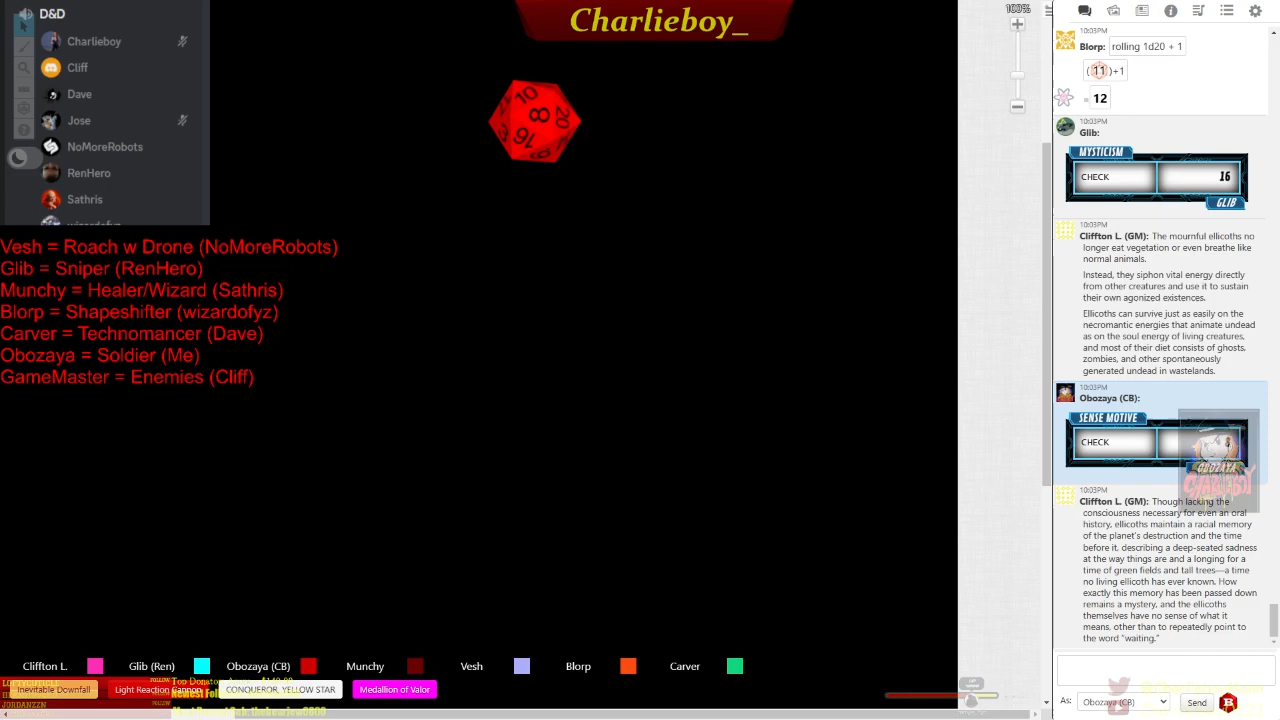 D&D
Charlieboy
Cliff
Dave
Jose
NoMoreRobots
RenHero
Sathris
wizardofyz
Charlieboy_
10
8
20
16
100%
Vesh = Roach w Drone (NoMoreRobots)
Glib = Sniper (RenHero)
Munchy = Healer/Wizard (Sathris)
Blorp = Shapeshifter (wizardofyz)
Carver = Technomancer (Dave)
Obozaya = Soldier (Me)
GameMaster = Enemies (Cliff)
10:03PM
Blorp: rolling 1d20 + 1
(11)+1
= 12
10:03PM
Glib:
MYSTICISM
CHECK 16
GLIB
10:03PM
Cliffton L. (GM): The mournful ellicoths no
longer eat vegetation or even breathe like
normal animals.
Instead, they siphon vital energy directly
from other creatures and use it to sustain
their own agonized existences.
Ellicoths can survive just as easily on the
necromantic energies that animate undead
as on the soul energy of living creatures,
and most of their diet consists of ghosts,
zombies, and other spontaneously
generated undead in wastelands.
10:03PM
Obozaya (CB):
SENSE MOTIVE
CHECK
OBOZAYA
CHARLIEBOY
10:03PM
Cliffton L. (GM): Though lacking the
consciousness necessary for even an oral
history, ellicoths maintain a racial memory
of the planet's destruction and the time
before it, describing a deep-seated sadness
at the way things are and a longing for a
time of green fields and tall trees—a time
no living ellicoth has ever known. How
exactly this memory has been passed down
remains a mystery, and the ellicoths
themselves have no sense of what it
means, other than to repeatedly point to
the word "waiting."
As: Obozaya (CB) Send
Cliffton L. Glib (Ren) Obozaya (CB) Munchy Vesh Blorp Carver
Inevitable Downfall Light Reaction Cannon CONQUEROR, YELLOW STAR Medallion of Valor
JORDANZZN